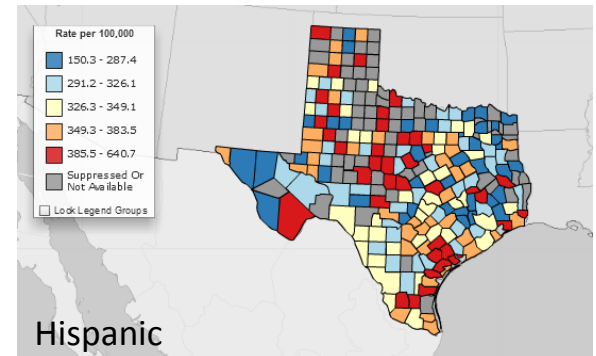 Rate per 100,000
150.3 - 287.4
291.2 - 326.1
326.3 - 349.1
349.3 - 383.5
385.5 - 640.7
Suppressed Or
Not Available
Lock Legend Groups
Hispanic